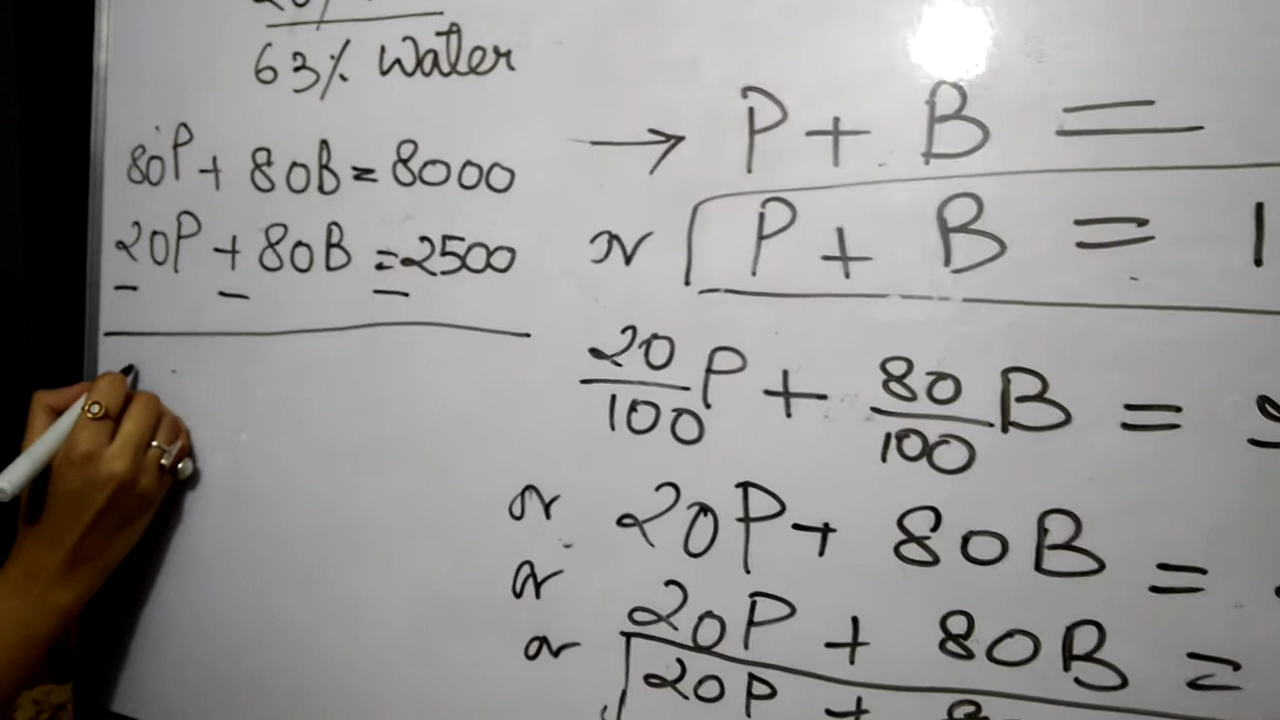 63% Water
80P + 80B = 8000
20P + 80B = 2500
→ P + B =
or P + B = 1
20/100 P + 80/100 B =
or 20P + 80B =
or 20P + 80B =
or 20P +